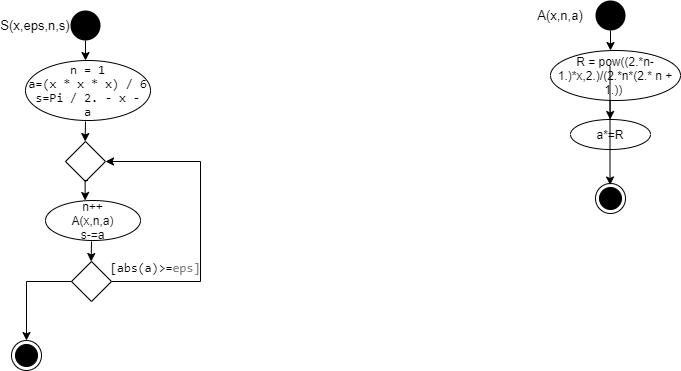 S(x,eps,n,s)
n = 1
a=(x * x * x) / 6
s=Pi / 2. - x -
a
n++
A(x,n,a)
s-=a
[abs(a)>=eps]
A(x,n,a)
R = pow((2.*n-
1.)*x,2.)/(2.*n*(2.* n +
1.))
a*=R